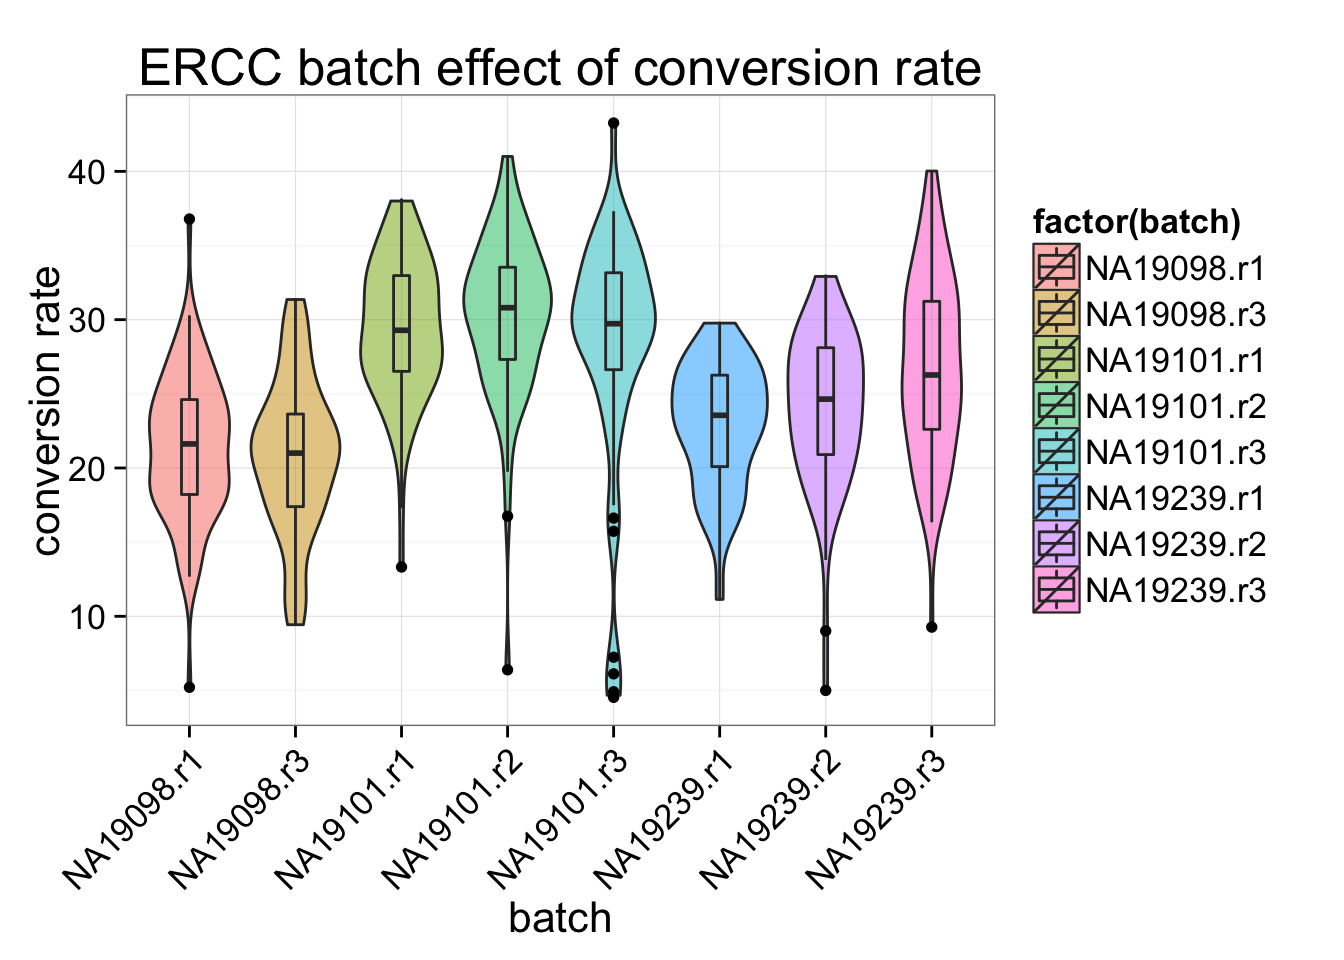 ERCC batch effect of conversion rate
conversion rate
40
30
20
10
NA19098.r1
NA19098.r3
NA19101.r1
NA19101.r2
NA19101.r3
NA19239.r1
NA19239.r2
NA19239.r3
batch
factor(batch)
NA19098.r1
NA19098.r3
NA19101.r1
NA19101.r2
NA19101.r3
NA19239.r1
NA19239.r2
NA19239.r3